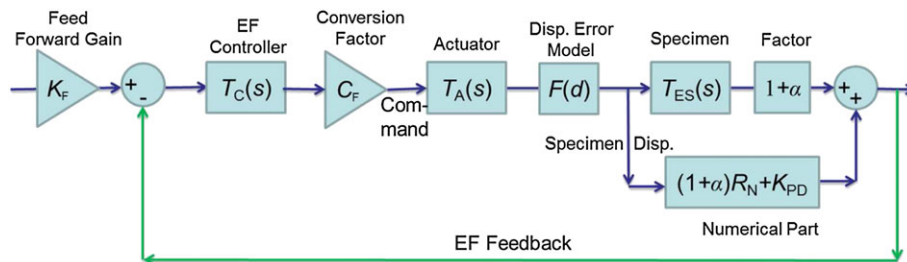 Feed
Forward Gain
EF
Controller
Conversion
Factor
Actuator
Disp. Error
Model
Specimen
Factor
K_F
+
-
T_C(s)
C_F
Com-
mand
T_A(s)
F(d)
T_ES(s)
1+α
+
+
Specimen Disp.
(1+α)R_N+K_PD
Numerical Part
EF Feedback